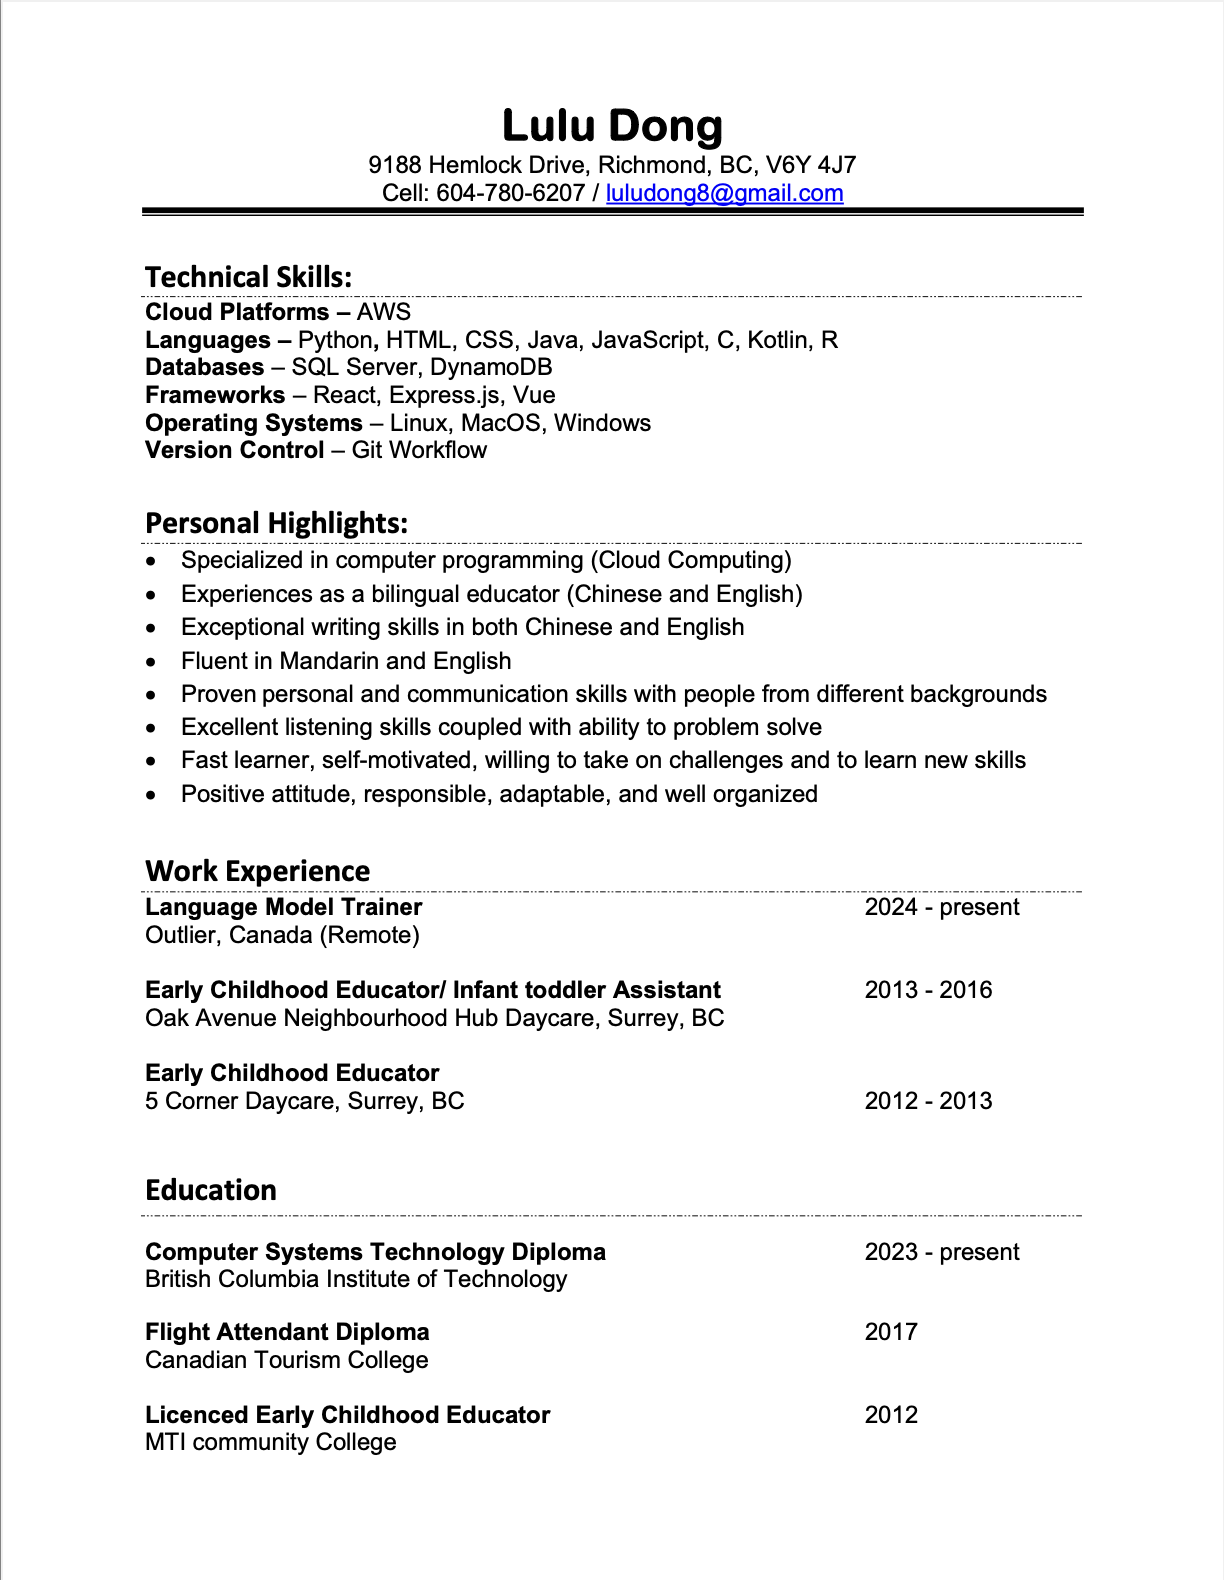 Lulu Dong
9188 Hemlock Drive, Richmond, BC, V6Y 4J7
Cell: 604-780-6207 / luludong8@gmail.com
Technical Skills:
Cloud Platforms – AWS
Languages – Python, HTML, CSS, Java, JavaScript, C, Kotlin, R
Databases – SQL Server, DynamoDB
Frameworks – React, Express.js, Vue
Operating Systems – Linux, MacOS, Windows
Version Control – Git Workflow
Personal Highlights:
• Specialized in computer programming (Cloud Computing)
• Experiences as a bilingual educator (Chinese and English)
• Exceptional writing skills in both Chinese and English
• Fluent in Mandarin and English
• Proven personal and communication skills with people from different backgrounds
• Excellent listening skills coupled with ability to problem solve
• Fast learner, self-motivated, willing to take on challenges and to learn new skills
• Positive attitude, responsible, adaptable, and well organized
Work Experience
Language Model Trainer 2024 - present
Outlier, Canada (Remote)
Early Childhood Educator/ Infant toddler Assistant 2013 - 2016
Oak Avenue Neighbourhood Hub Daycare, Surrey, BC
Early Childhood Educator
5 Corner Daycare, Surrey, BC 2012 - 2013
Education
Computer Systems Technology Diploma 2023 - present
British Columbia Institute of Technology
Flight Attendant Diploma 2017
Canadian Tourism College
Licenced Early Childhood Educator 2012
MTI community College